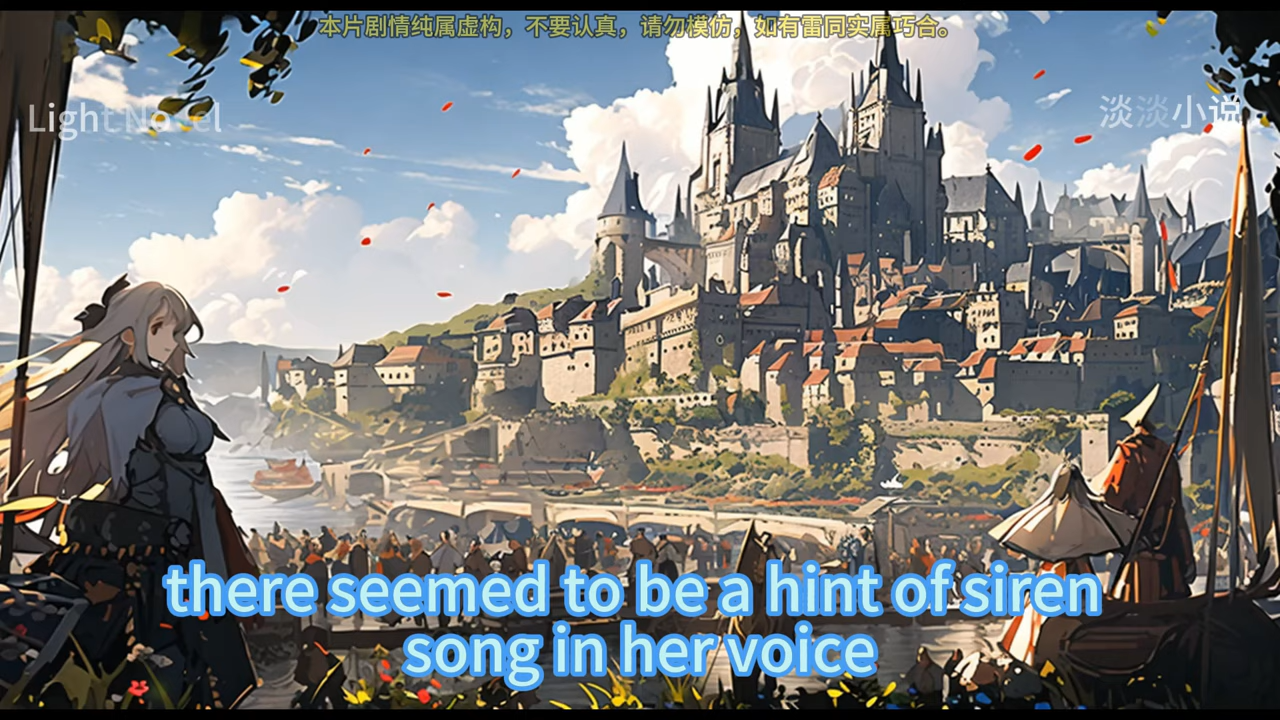 本片剧情纯属虚构，不要认真，请勿模仿，如有雷同实属巧合。
Light Novel
淡淡小说
there seemed to be a hint of siren
song in her voice